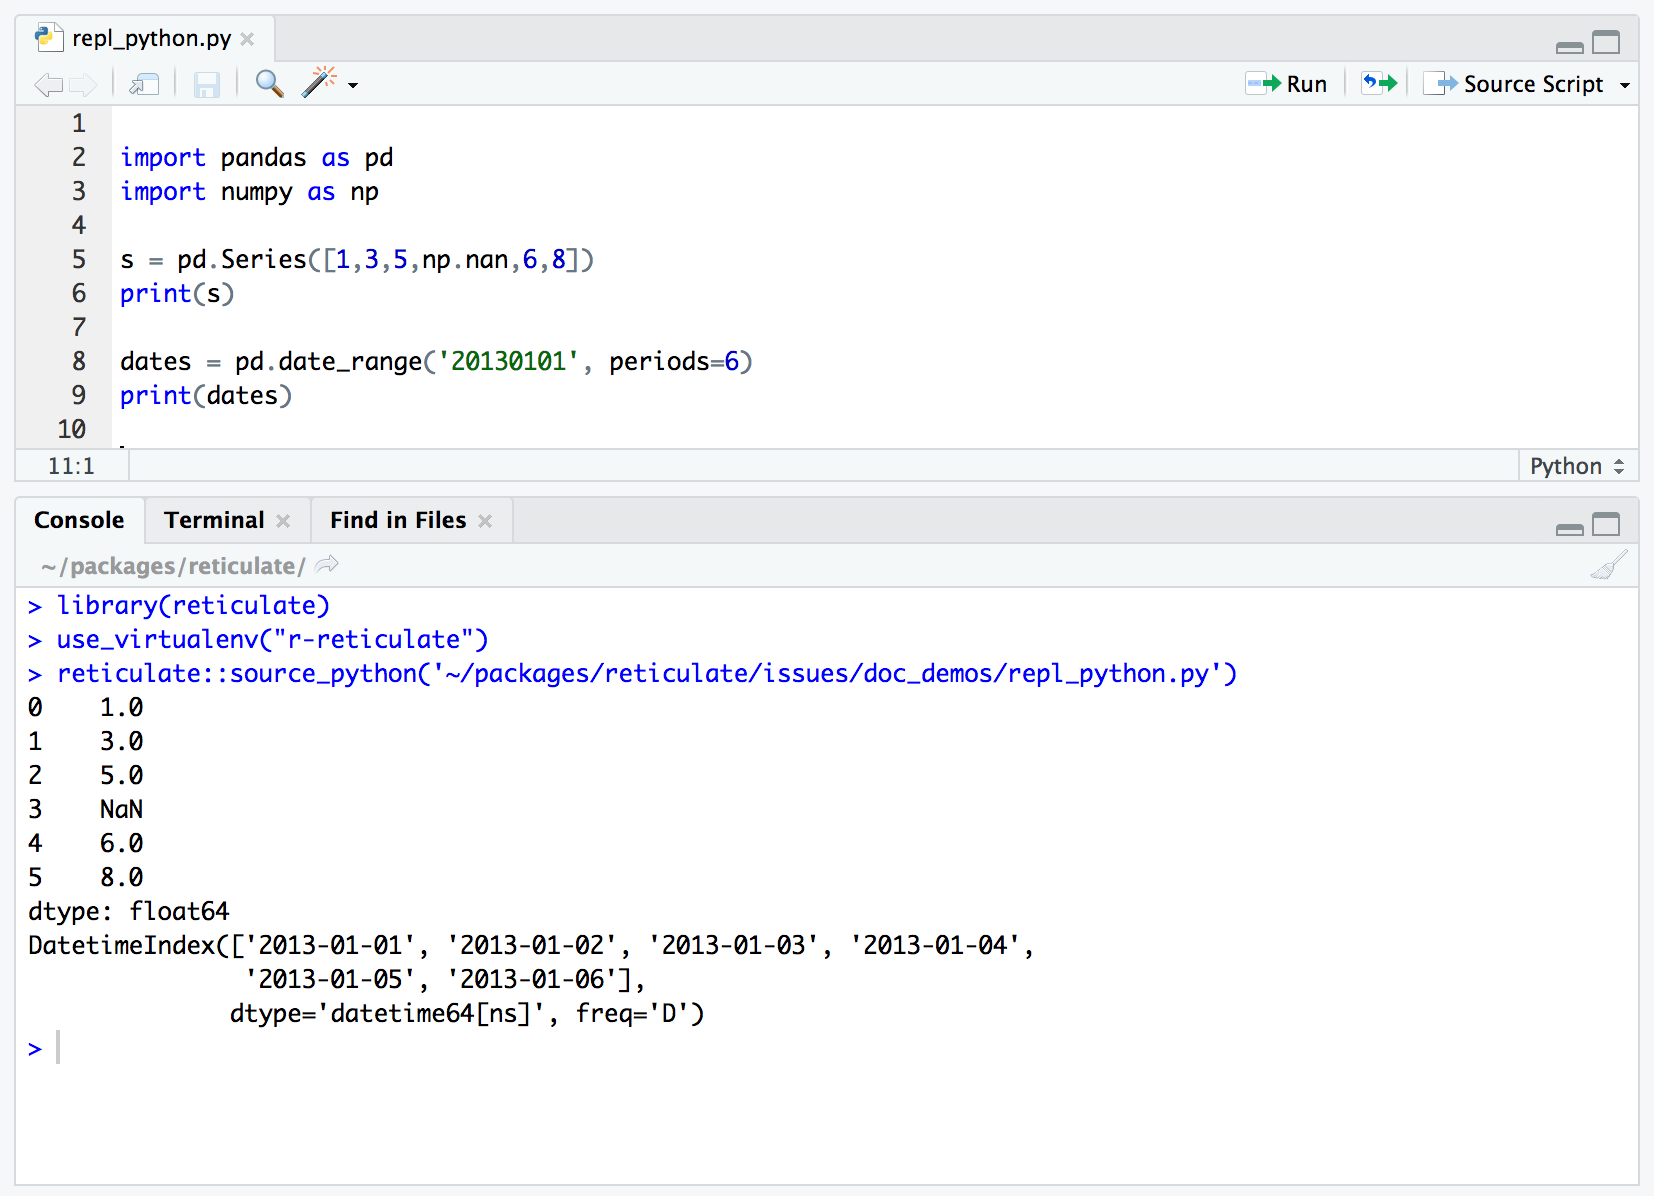 repl_python.py
Run Source Script
1
2 import pandas as pd
3 import numpy as np
4
5 s = pd.Series([1,3,5,np.nan,6,8])
6 print(s)
7
8 dates = pd.date_range('20130101', periods=6)
9 print(dates)
10
11:1 Python
Console Terminal Find in Files
~/packages/reticulate/
> library(reticulate)
> use_virtualenv("r-reticulate")
> reticulate::source_python('~/packages/reticulate/issues/doc_demos/repl_python.py')
0    1.0
1    3.0
2    5.0
3    NaN
4    6.0
5    8.0
dtype: float64
DatetimeIndex(['2013-01-01', '2013-01-02', '2013-01-03', '2013-01-04',
               '2013-01-05', '2013-01-06'],
              dtype='datetime64[ns]', freq='D')
>